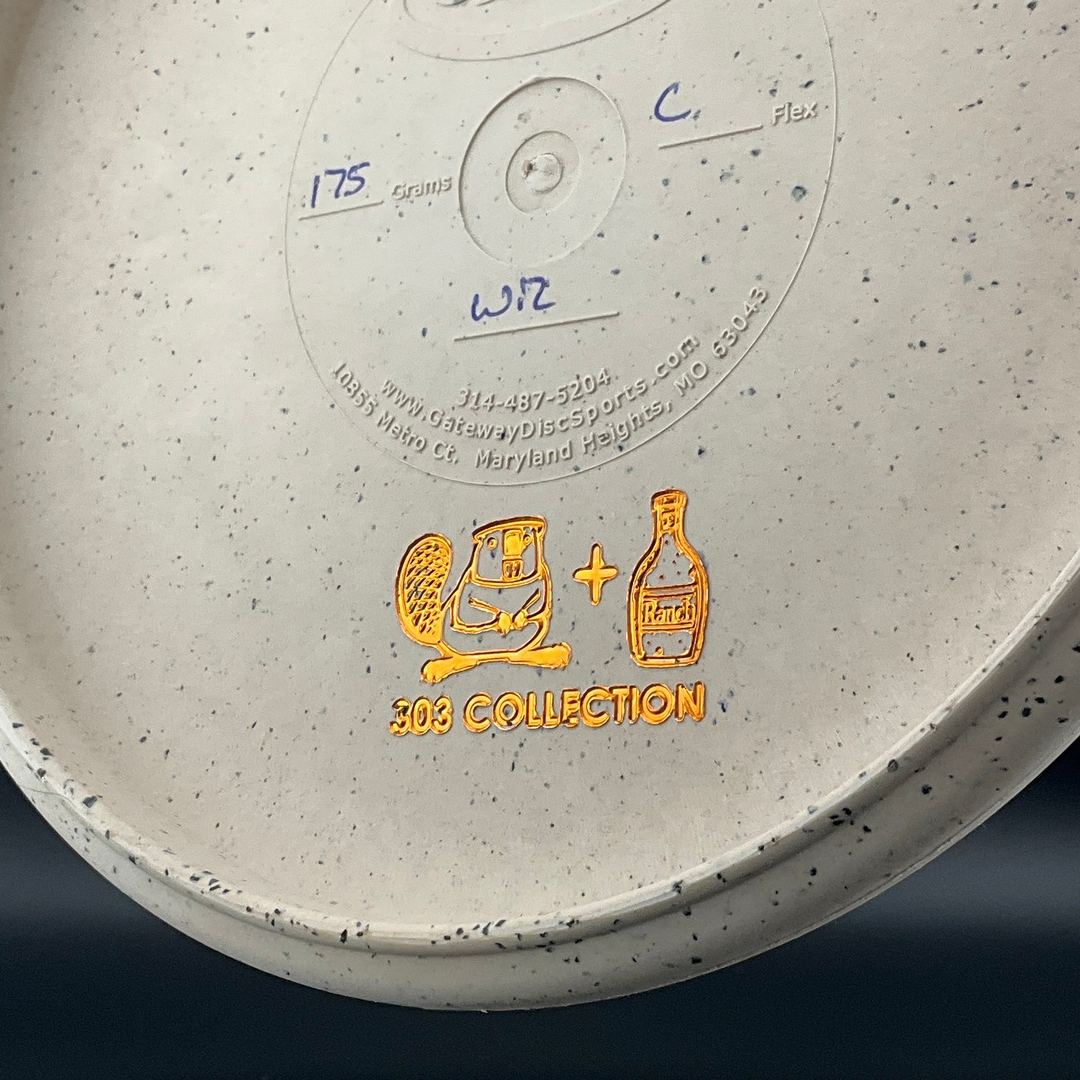 C. Flex
175 Grams
Wiz
314-487-5204
www.GatewayDiscSports.com
10355 Metro Ct. Maryland Heights, MO 63043
+
Ranch
303 COLLECTION